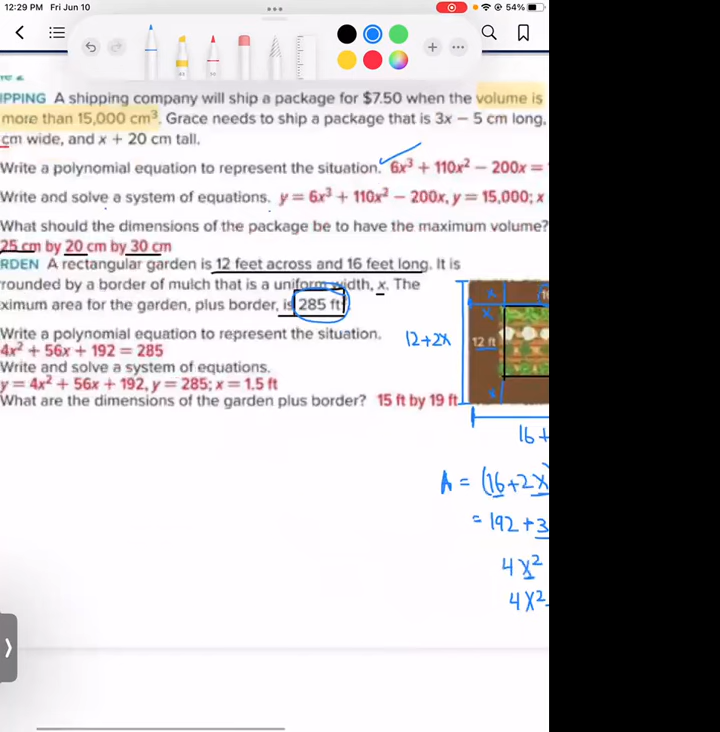 12:29 PM Fri Jun 10
54%
IPPING A shipping company will ship a package for $7.50 when the volume is
more than 15,000 cm³. Grace needs to ship a package that is 3x − 5 cm long,
cm wide, and x + 20 cm tall.
Write a polynomial equation to represent the situation. 6x³ + 110x² − 200x =
Write and solve a system of equations. y = 6x³ + 110x² − 200x, y = 15,000; x
What should the dimensions of the package be to have the maximum volume?
25 cm by 20 cm by 30 cm
RDEN A rectangular garden is 12 feet across and 16 feet long. It is
rounded by a border of mulch that is a uniform width, x. The
ximum area for the garden, plus border, is 285 ft
Write a polynomial equation to represent the situation.
4x² + 56x + 192 = 285
Write and solve a system of equations.
y = 4x² + 56x + 192, y = 285; x = 1.5 ft
What are the dimensions of the garden plus border? 15 ft by 19 ft
x
x
12+2x
12 ft
x
16+
A = (16+2x)
= 192 + 3
4x²
4x²-